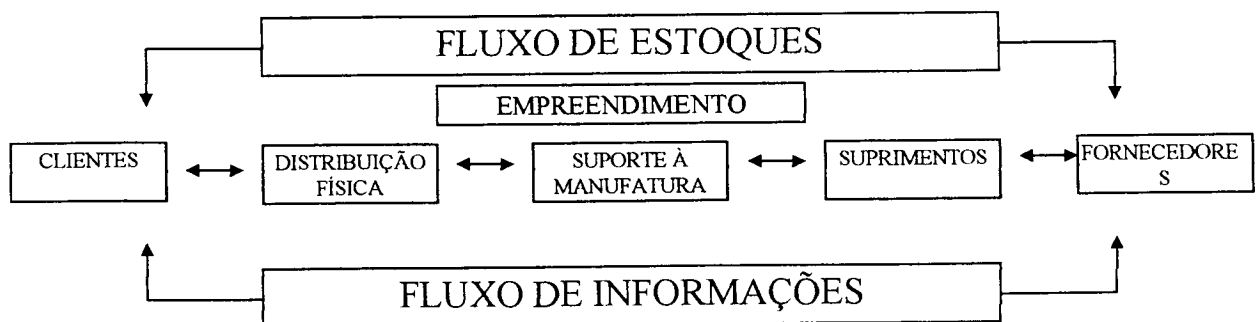 FLUXO DE ESTOQUES
EMPREENDIMENTO
CLIENTES
DISTRIBUIÇÃO
FÍSICA
SUPORTE À
MANUFATURA
SUPRIMENTOS
FORNECEDORE
S
FLUXO DE INFORMAÇÕES